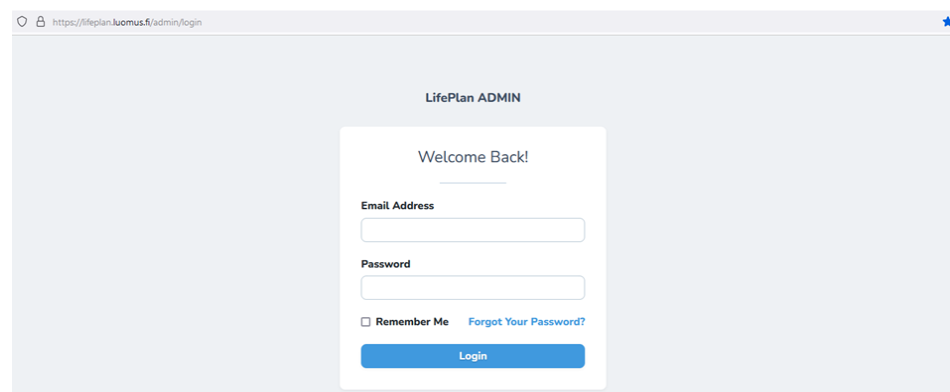 https://lifeplan.luomus.fi/admin/login
LifePlan ADMIN
Welcome Back!
Email Address
Password
Remember Me Forgot Your Password?
Login